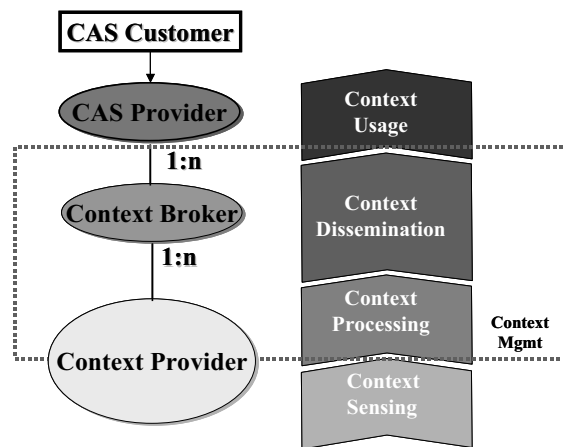 CAS Customer
CAS Provider
1:n
Context Broker
1:n
Context Provider
Context
Usage
Context
Dissemination
Context
Processing
Context
Mgmt
Context
Sensing